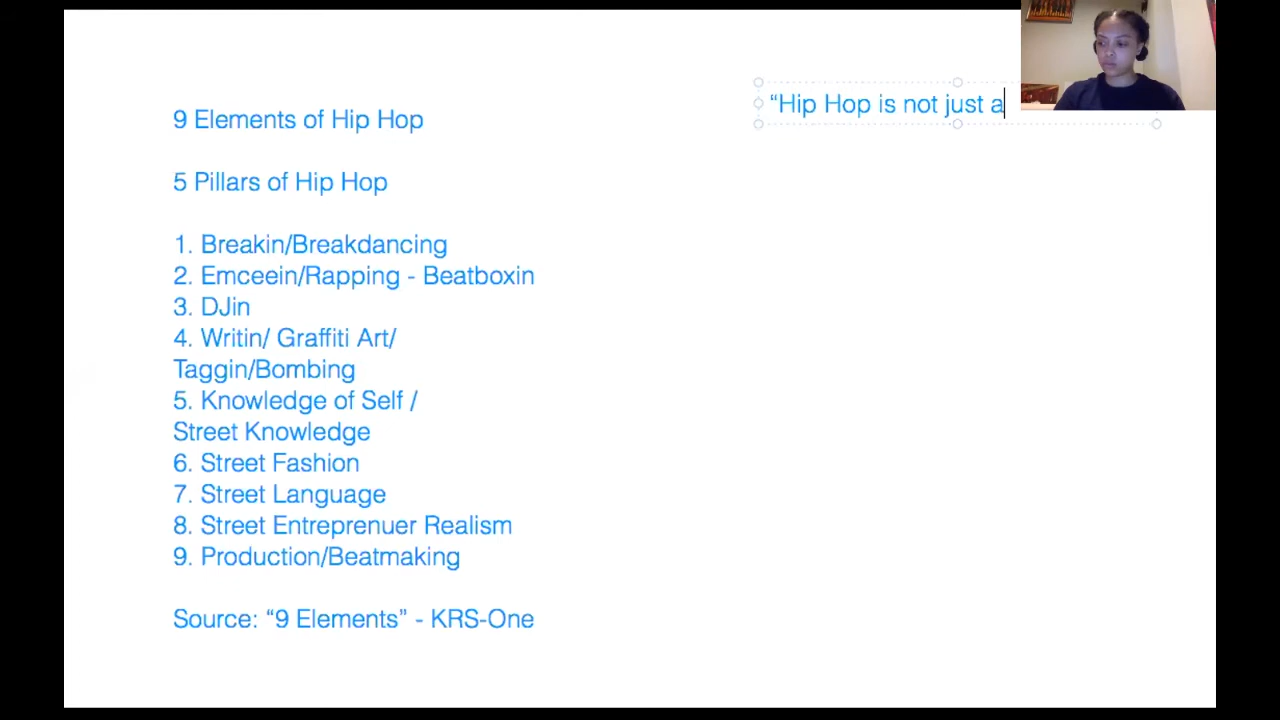 9 Elements of Hip Hop
5 Pillars of Hip Hop
1. Breakin/Breakdancing
2. Emceein/Rapping - Beatboxin
3. DJin
4. Writin/ Graffiti Art/
Taggin/Bombing
5. Knowledge of Self /
Street Knowledge
6. Street Fashion
7. Street Language
8. Street Entreprenuer Realism
9. Production/Beatmaking
Source: “9 Elements” - KRS-One
“Hip Hop is not just a